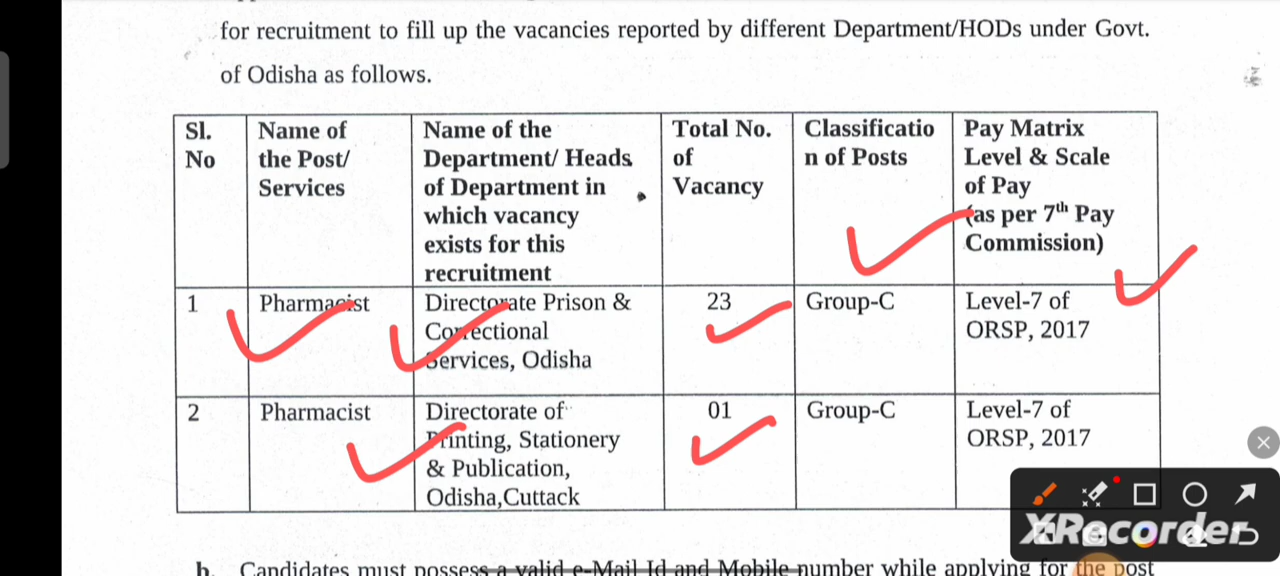 for recruitment to fill up the vacancies reported by different Department/HODs under Govt.
of Odisha as follows.
Sl. No
Name of the Post/ Services
Name of the Department/ Heads of Department in which vacancy exists for this recruitment
Total No. of Vacancy
Classificatio n of Posts
Pay Matrix Level & Scale of Pay (as per 7th Pay Commission)
1
Pharmacist
Directorate Prison & Correctional Services, Odisha
23
Group-C
Level-7 of ORSP, 2017
2
Pharmacist
Directorate of Printing, Stationery & Publication, Odisha,Cuttack
01
Group-C
Level-7 of ORSP, 2017
XRecorder
b. Candidates must possess a valid e-Mail Id and Mobile number while applying for the post